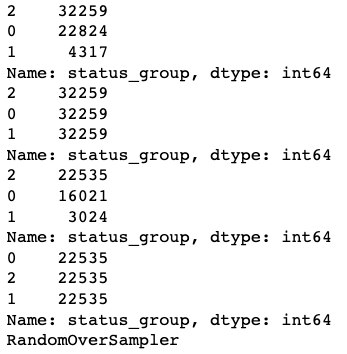 2    32259
0    22824
1     4317
Name: status_group, dtype: int64
2    32259
0    32259
1    32259
Name: status_group, dtype: int64
2    22535
0    16021
1     3024
Name: status_group, dtype: int64
0    22535
2    22535
1    22535
Name: status_group, dtype: int64
RandomOverSampler